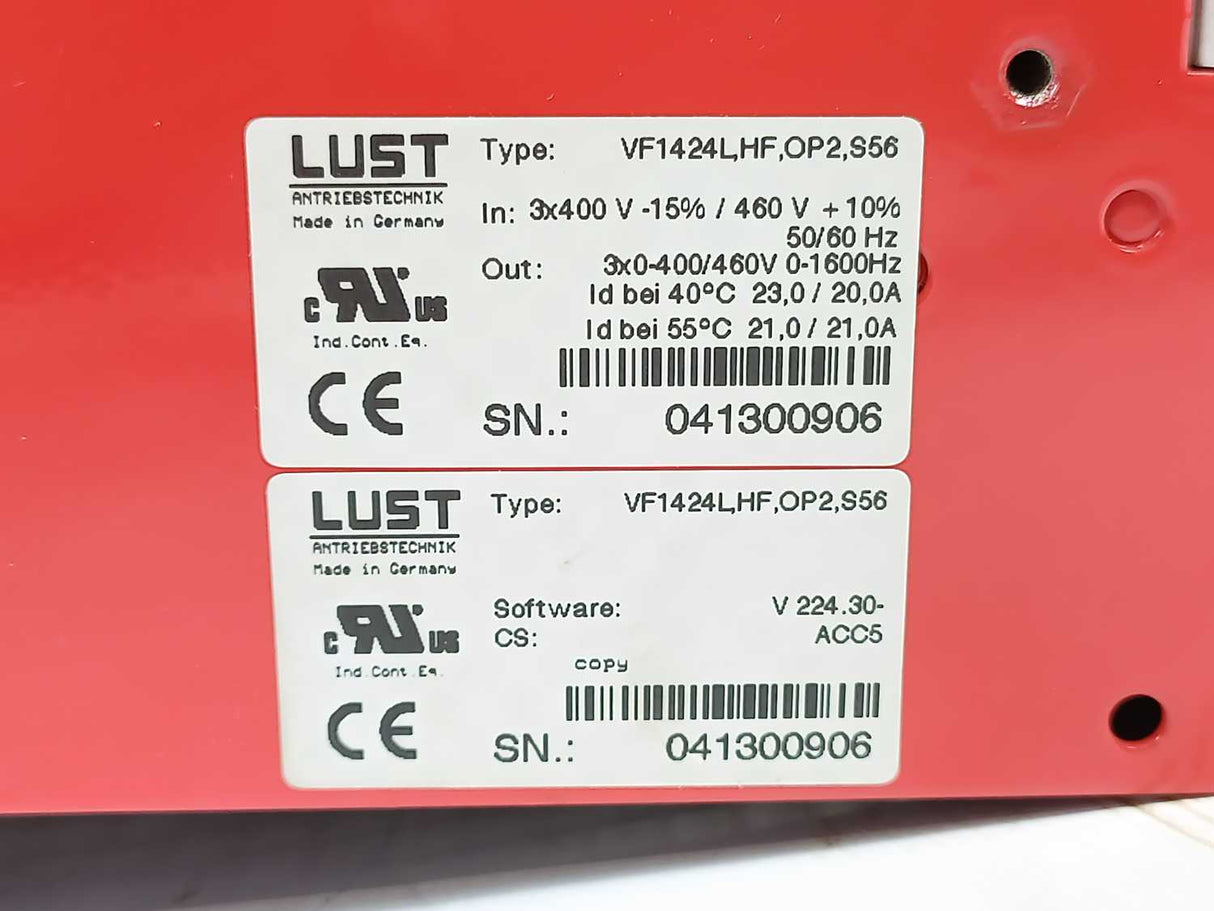 LUST
ANTRIEBSTECHNIK
Made in Germany
Type: VF1424L,HF,OP2,S56
In: 3x400 V -15% / 460 V +10%
50/60 Hz
Out: 3x0-400/460V 0-1600Hz
Id bei 40°C 23,0 / 20,0A
Id bei 55°C 21,0 / 21,0A
C RU US
Ind.Cont.Eq.
CE
SN.: 041300906
LUST
ANTRIEBSTECHNIK
Made in Germany
Type: VF1424L,HF,OP2,S56
Software: V 224.30-
CS: ACC5
copy
C RU US
Ind.Cont.Eq.
CE
SN.: 041300906